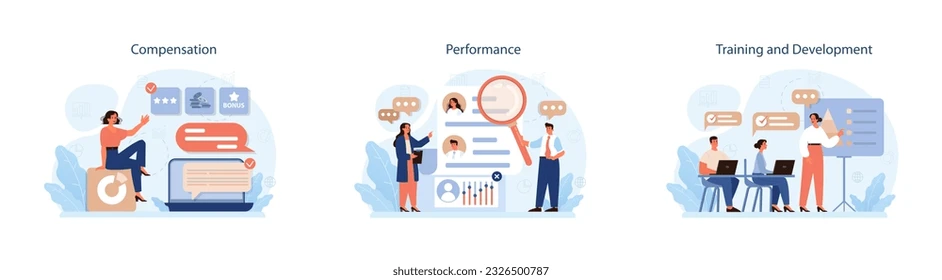 Compensation
Performance
Training and Development
BONUS
shutterstock.com · 2326500787